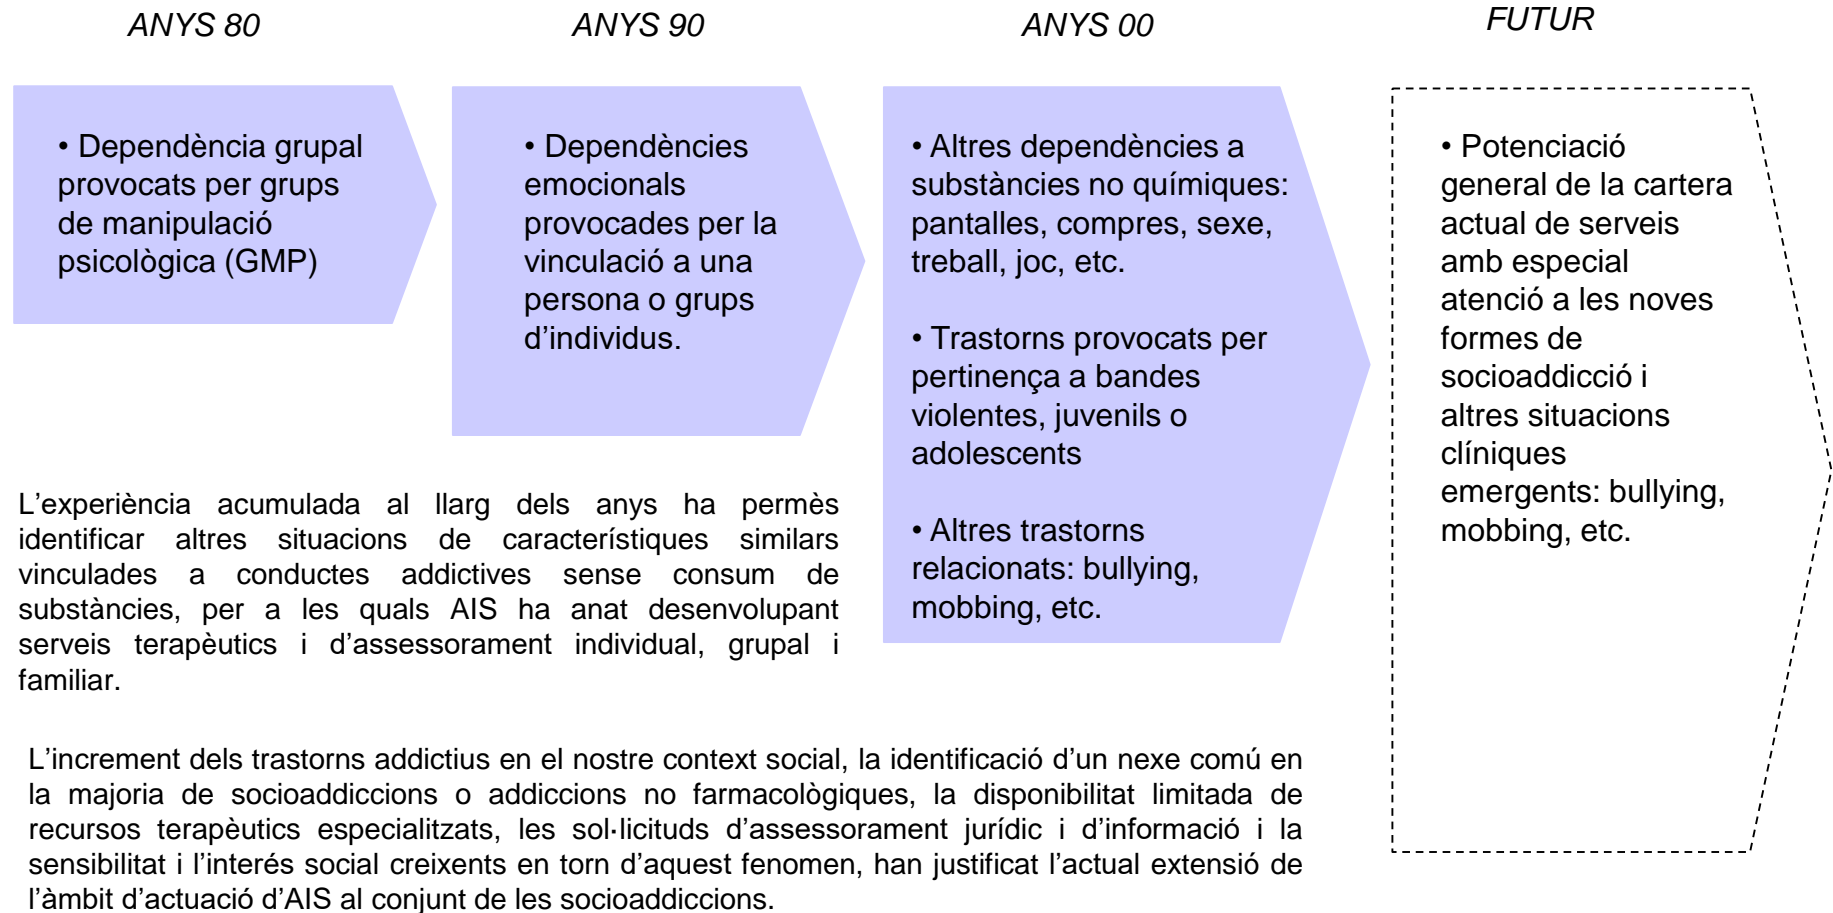 ANYS 80
ANYS 90
ANYS 00
FUTUR
• Dependència grupal
provocats per grups
de manipulació
psicològica (GMP)
• Dependències
emocionals
provocades per la
vinculació a una
persona o grups
d’individus.
• Altres dependències a
substàncies no químiques:
pantalles, compres, sexe,
treball, joc, etc.
• Trastorns provocats per
pertinença a bandes
violentes, juvenils o
adolescents
• Altres trastorns
relacionats: bullying,
mobbing, etc.
• Potenciació
general de la cartera
actual de serveis
amb especial
atenció a les noves
formes de
socioaddicció i
altres situacions
clíniques
emergents: bullying,
mobbing, etc.
L’experiència acumulada al llarg dels anys ha permès
identificar altres situacions de característiques similars
vinculades a conductes addictives sense consum de
substàncies, per a les quals AIS ha anat desenvolupant
serveis terapèutics i d’assessorament individual, grupal i
familiar.
L’increment dels trastorns addictius en el nostre context social, la identificació d’un nexe comú en
la majoria de socioaddiccions o addiccions no farmacològiques, la disponibilitat limitada de
recursos terapèutics especialitzats, les sol·licituds d’assessorament jurídic i d’informació i la
sensibilitat i l’interés social creixents en torn d’aquest fenomen, han justificat l’actual extensió de
l’àmbit d’actuació d’AIS al conjunt de les socioaddiccions.